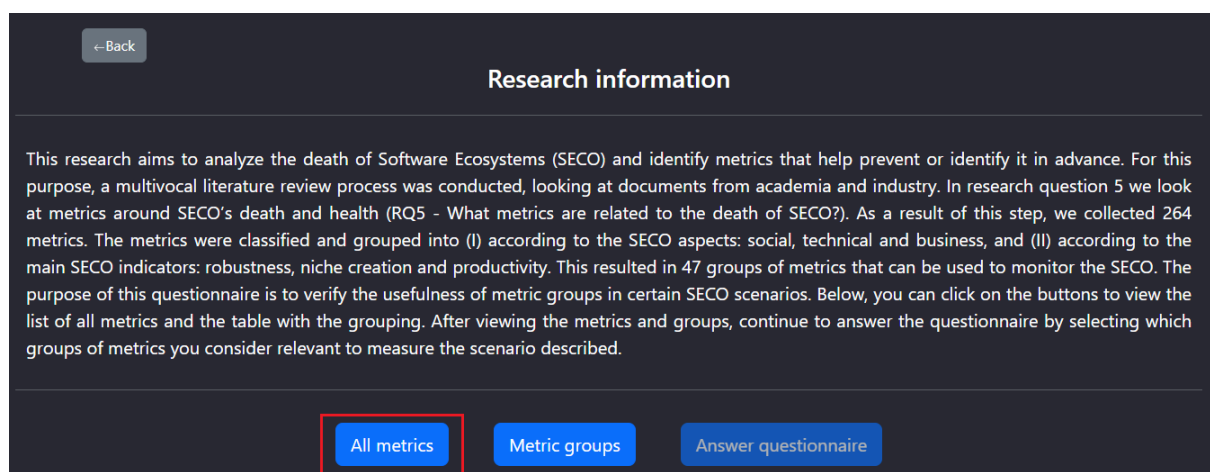 ←Back
Research information
This research aims to analyze the death of Software Ecosystems (SECO) and identify metrics that help prevent or identify it in advance. For this
purpose, a multivocal literature review process was conducted, looking at documents from academia and industry. In research question 5 we look
at metrics around SECO's death and health (RQ5 - What metrics are related to the death of SECO?). As a result of this step, we collected 264
metrics. The metrics were classified and grouped into (I) according to the SECO aspects: social, technical and business, and (II) according to the
main SECO indicators: robustness, niche creation and productivity. This resulted in 47 groups of metrics that can be used to monitor the SECO. The
purpose of this questionnaire is to verify the usefulness of metric groups in certain SECO scenarios. Below, you can click on the buttons to view the
list of all metrics and the table with the grouping. After viewing the metrics and groups, continue to answer the questionnaire by selecting which
groups of metrics you consider relevant to measure the scenario described.
All metrics Metric groups Answer questionnaire